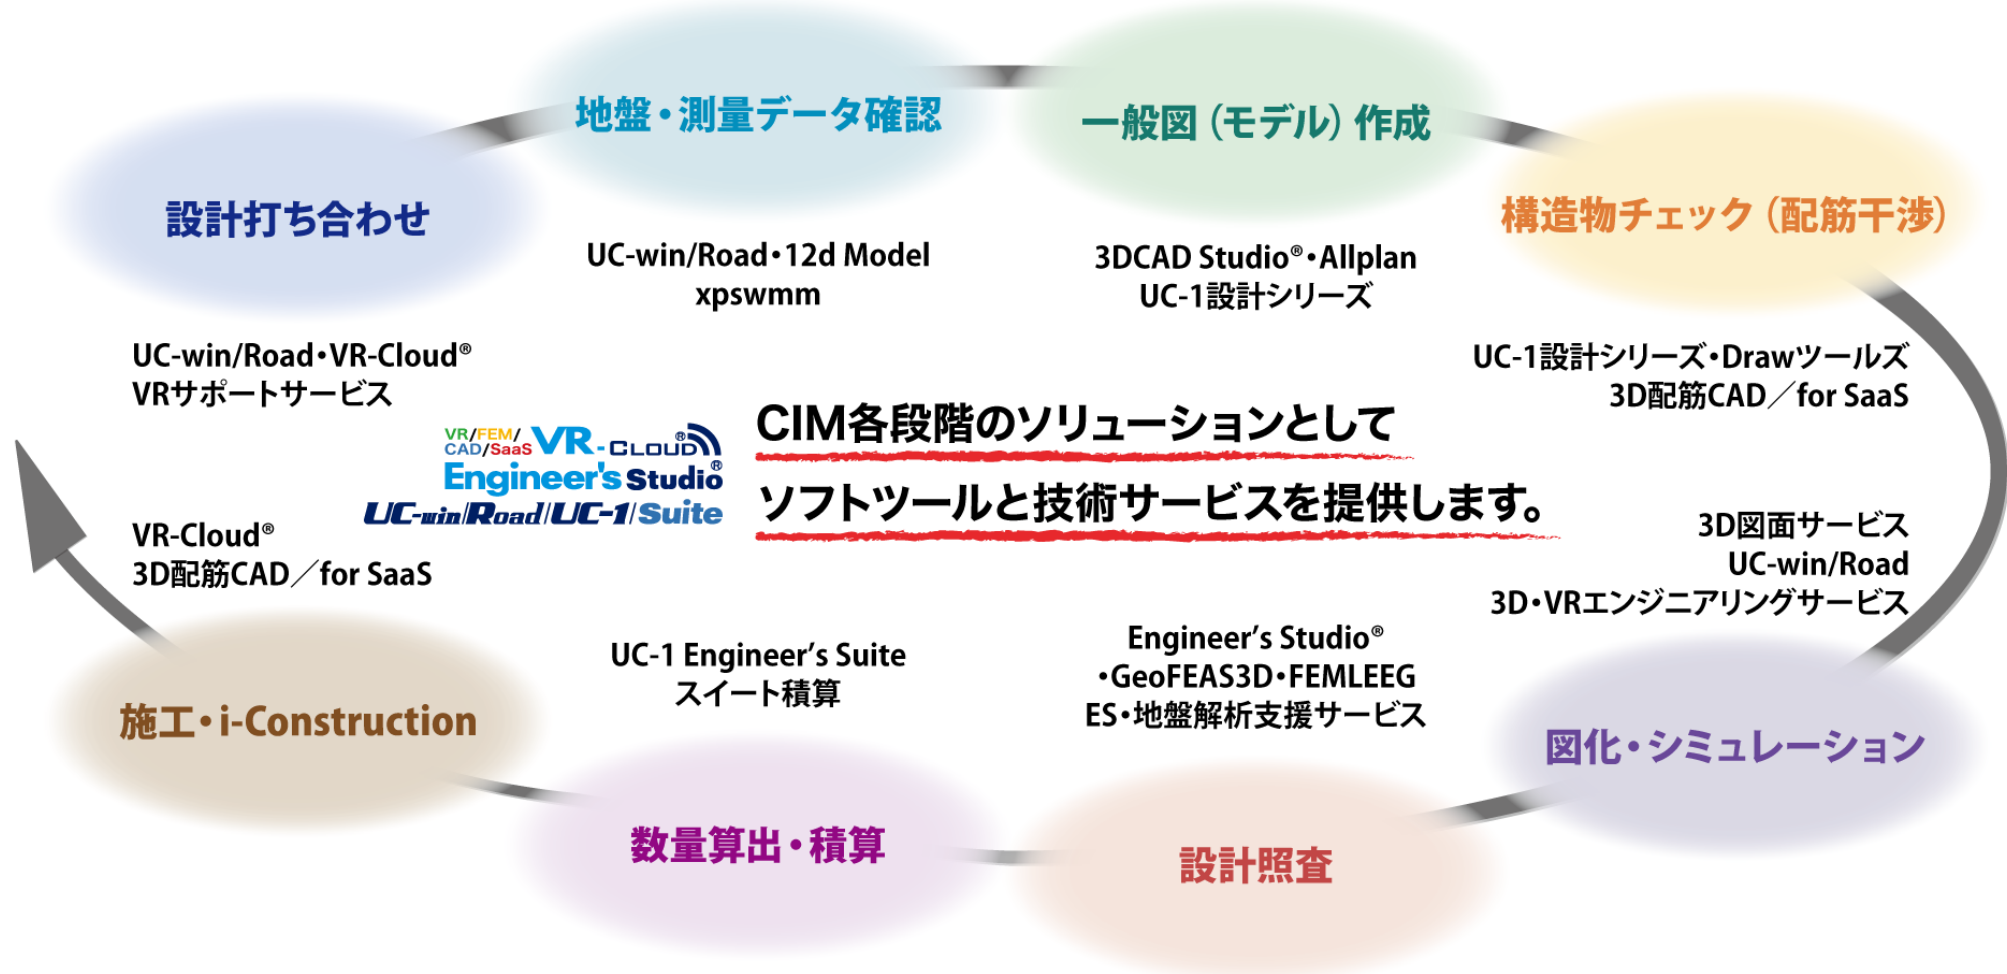 設計打ち合わせ
UC-win/Road・VR-Cloud®
VRサポートサービス
地盤・測量データ確認
UC-win/Road・12d Model
xpswmm
一般図（モデル）作成
3DCAD Studio®・Allplan
UC-1設計シリーズ
構造物チェック（配筋干渉）
UC-1設計シリーズ・Drawツールズ
3D配筋CAD／for SaaS
VR/FEM/
CAD/SaaS VR-CLOUD®
Engineer's Studio®
UC-win/Road/UC-1/Suite
CIM各段階のソリューションとして
ソフトツールと技術サービスを提供します。
3D図面サービス
UC-win/Road
3D・VRエンジニアリングサービス
図化・シミュレーション
Engineer’s Studio®
・GeoFEAS3D・FEMLEEG
ES・地盤解析支援サービス
設計照査
UC-1 Engineer’s Suite
スイート積算
数量算出・積算
VR-Cloud®
3D配筋CAD／for SaaS
施工・i-Construction